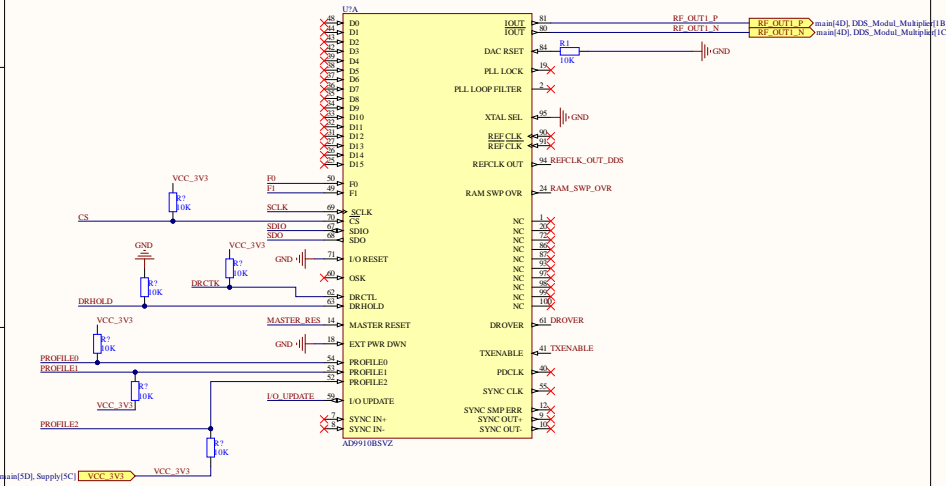 U?A
48 D0
44 D1
43 D2
42 D3
39 D4
38 D5
37 D6
36 D7
35 D8
34 D9
33 D10
32 D11
31 D12
27 D13
26 D14
25 D15
F0 50 F0
F1 49 F1
SCLK 69 SCLK
CS 70 CS
SDIO 67 SDIO
SDO 68 SDO
GND 71 I/O RESET
60 OSK
DRCTK 62 DRCTL
DRHOLD 63 DRHOLD
MASTER_RES 14 MASTER RESET
GND 18 EXT PWR DWN
PROFILE0 54 PROFILE0
PROFILE1 53 PROFILE1
52 PROFILE2
I/O_UPDATE 59 I/O UPDATE
7 SYNC IN+
8 SYNC IN-
AD9910BSVZ
IOUT 81 RF_OUT1_P RF_OUT1_P main[4D], DDS_Modul_Multiplier[1B
IOUT 80 RF_OUT1_N RF_OUT1_N main[4D], DDS_Modul_Multiplier[1C
DAC RSET 84 R1 10K GND
PLL LOCK 19
PLL LOOP FILTER 2
XTAL SEL 95 GND
REF CLK 90
REF CLK 91
REFCLK OUT 94 REFCLK_OUT_DDS
RAM SWP OVR 24 RAM_SWP_OVR
NC 1
NC 20
NC 72
NC 86
NC 87
NC 93
NC 97
NC 98
NC 99
NC 100
DROVER 61 DROVER
TXENABLE 41 TXENABLE
PDCLK 40
SYNC CLK 55
SYNC SMP ERR 12
SYNC OUT+ 9
SYNC OUT- 10
VCC_3V3
R?
10K
GND
R?
10K
VCC_3V3
R?
10K
VCC_3V3
R?
10K
R?
10K
VCC_3V3
PROFILE2
R?
10K
main[5D], Supply[5C] VCC_3V3 VCC_3V3